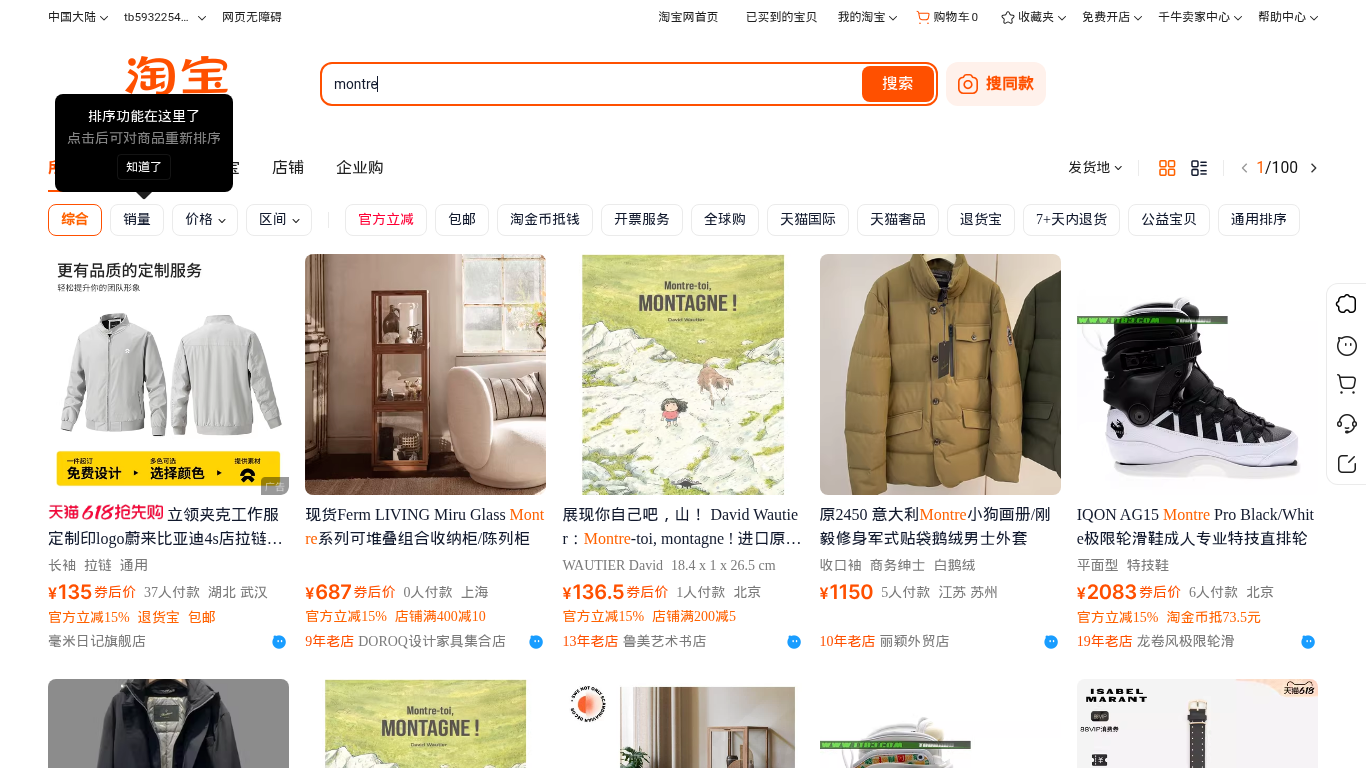 中国大陆
tb5932254...
网页无障碍
淘宝网首页
已买到的宝贝
我的淘宝
购物车 0
收藏夹
免费开店
千牛卖家中心
帮助中心
淘宝
montre
搜索
搜同款
排序功能在这里了
点击后可对商品重新排序
知道了
店铺
企业购
发货地
1/100
综合
销量
价格
区间
官方立减
包邮
淘金币抵钱
开票服务
全球购
天猫国际
天猫奢品
退货宝
7+天内退货
公益宝贝
通用排序
更有品质的定制服务
轻松提升你的团队形象
一件起订
免费设计
多色可选
选择颜色
提供素材
广告
天猫618抢先购 立领夹克工作服
定制印logo蔚来比亚迪4s店拉链…
长袖 拉链 通用
¥135 券后价 37人付款 湖北 武汉
官方立减15% 退货宝 包邮
毫米日记旗舰店
现货Ferm LIVING Miru Glass Mont
re系列可堆叠组合收纳柜/陈列柜
¥687 券后价 0人付款 上海
官方立减15% 店铺满400减10
9年老店 DOROQ设计家具集合店
Montre-toi,
MONTAGNE !
David Wautier
展现你自己吧，山！ David Wautie
r：Montre-toi, montagne ! 进口原…
WAUTIER David 18.4 x 1 x 26.5 cm
¥136.5 券后价 1人付款 北京
官方立减15% 店铺满200减5
13年老店 鲁美艺术书店
原2450 意大利Montre小狗画册/刚
毅修身军式贴袋鹅绒男士外套
收口袖 商务绅士 白鹅绒
¥1150 5人付款 江苏 苏州
10年老店 丽颖外贸店
IQON AG15 Montre Pro Black/Whit
e极限轮滑鞋成人专业特技直排轮
平面型 特技鞋
¥2083 券后价 6人付款 北京
官方立减15% 淘金币抵73.5元
19年老店 龙卷风极限轮滑
Montre-toi,
MONTAGNE !
David Wautier
ISABEL
MARANT
天猫618
88VIP
88VIP消费券